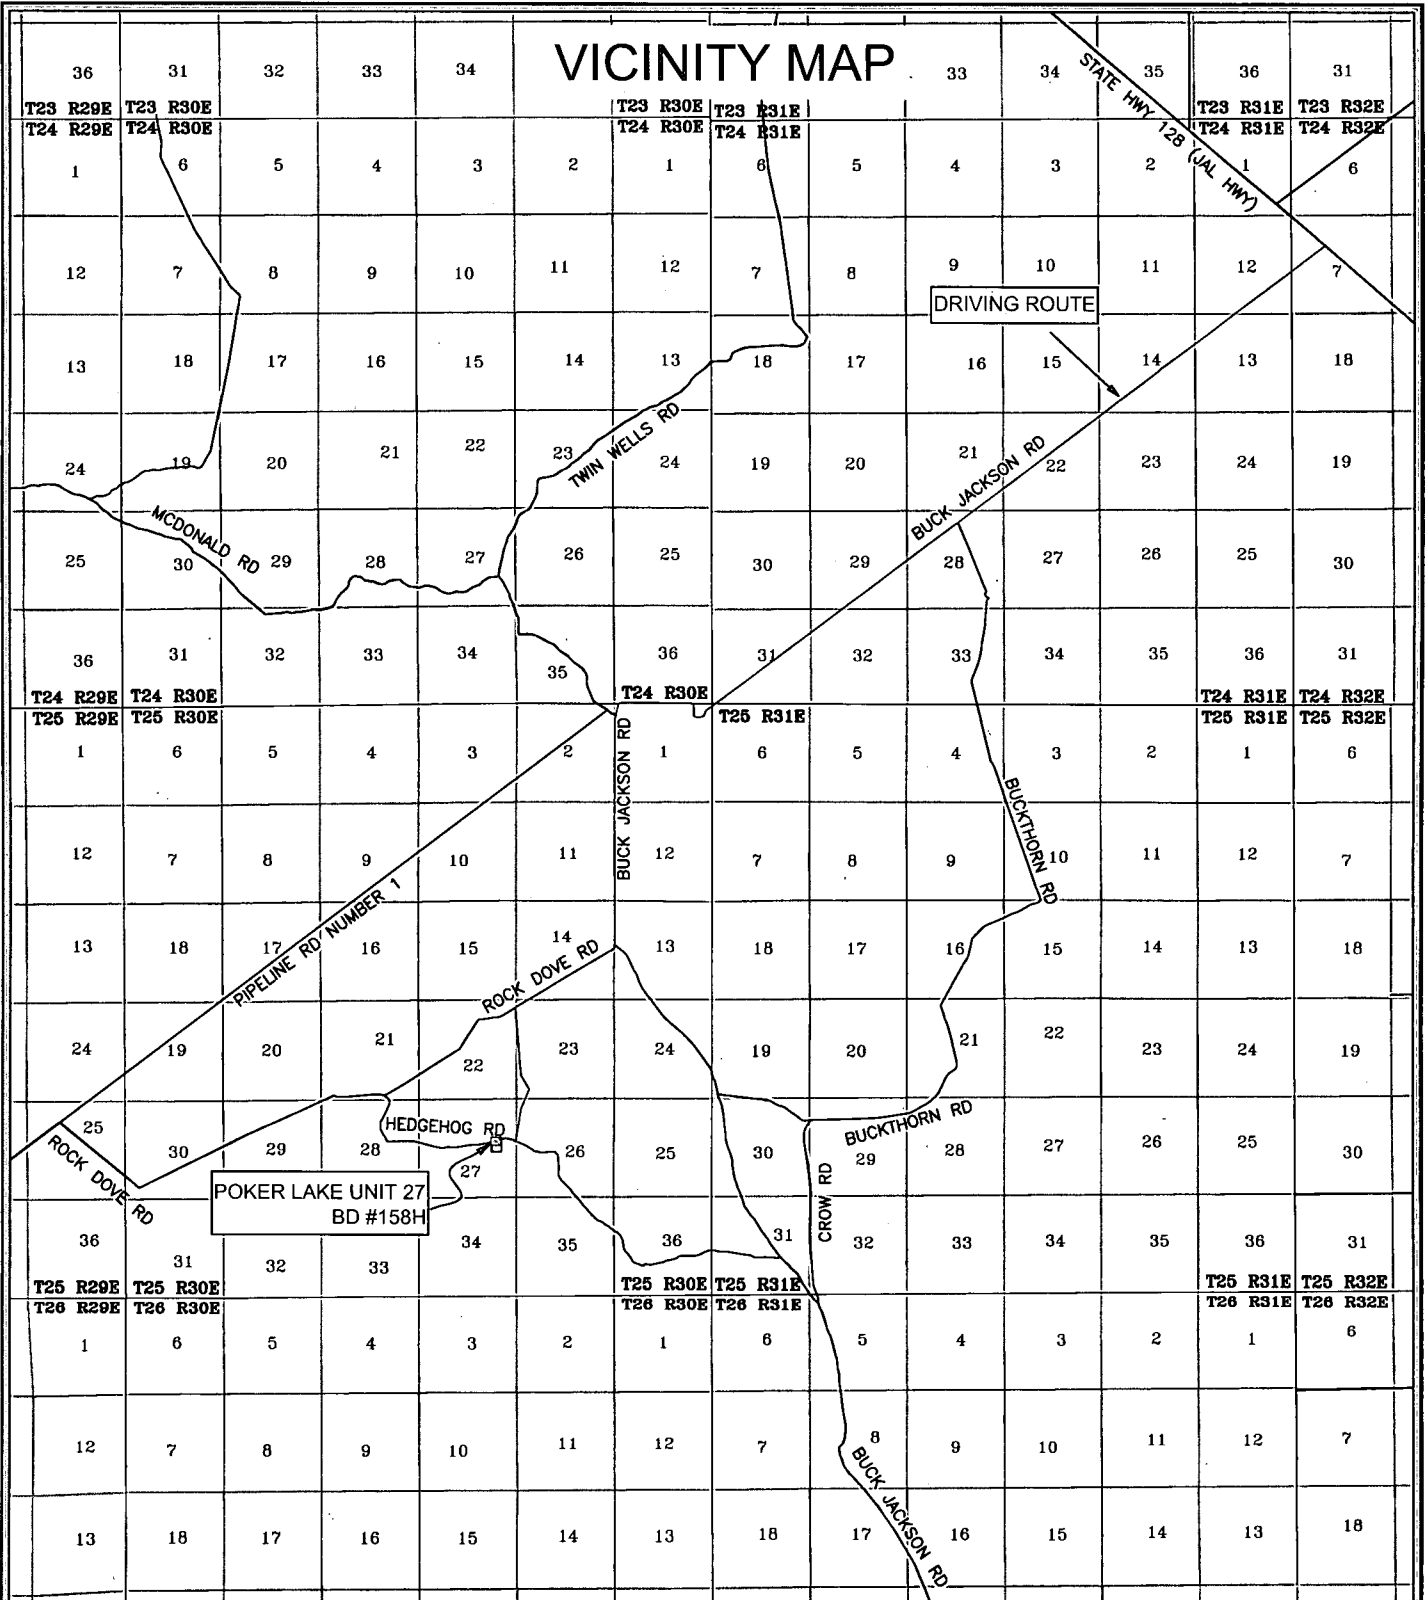 VICINITY MAP
36 31 32 33 34 33 34 35 36 31
STATE HWY 128 (JAL HWY)
T23 R29E T23 R30E T23 R30E T23 R31E T23 R31E T23 R32E
T24 R29E T24 R30E T24 R30E T24 R31E T24 R31E T24 R32E
1 6 5 4 3 2 1 6 5 4 3 2 1 6
12 7 8 9 10 11 12 7 8 9 10 11 12 7
DRIVING ROUTE
13 18 17 16 15 14 13 18 17 16 15 14 13 18
TWIN WELLS RD
BUCK JACKSON RD
24 19 20 21 22 23 24 19 20 21 22 23 24 19
MCDONALD RD
25 30 29 28 27 26 25 30 29 28 27 26 25 30
36 31 32 33 34 35 36 31 32 33 34 35 36 31
T24 R29E T24 R30E T24 R30E T24 R31E T24 R32E
T25 R29E T25 R30E T25 R31E T25 R31E T25 R32E
1 6 5 4 3 2 1 6 5 4 3 2 1 6
BUCK JACKSON RD
BUCKTHORN RD
12 7 8 9 10 11 12 7 8 9 10 11 12 7
PIPELINE RD NUMBER 1
13 18 17 16 15 14 13 18 17 16 15 14 13 18
ROCK DOVE RD
24 19 20 21 22 23 24 19 20 21 22 23 24 19
HEDGEHOG RD
BUCKTHORN RD
25 30 29 28 27 26 25 30 29 28 27 26 25 30
ROCK DOVE RD
CROW RD
POKER LAKE UNIT 27
BD #158H
36 31 32 33 34 35 36 31 32 33 34 35 36 31
T25 R29E T25 R30E T25 R30E T25 R31E T25 R31E T25 R32E
T26 R29E T26 R30E T26 R30E T26 R31E T26 R31E T26 R32E
1 6 5 4 3 2 1 6 5 4 3 2 1 6
12 7 8 9 10 11 12 7 8 9 10 11 12 7
BUCK JACKSON RD
13 18 17 16 15 14 13 18 17 16 15 14 13 18